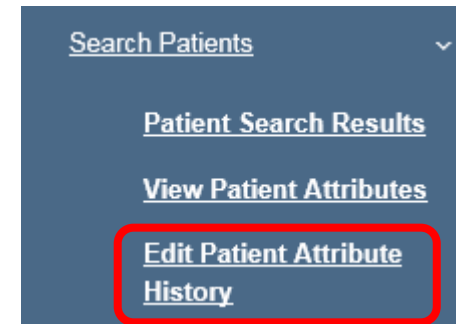 Search Patients
Patient Search Results
View Patient Attributes
Edit Patient Attribute
History